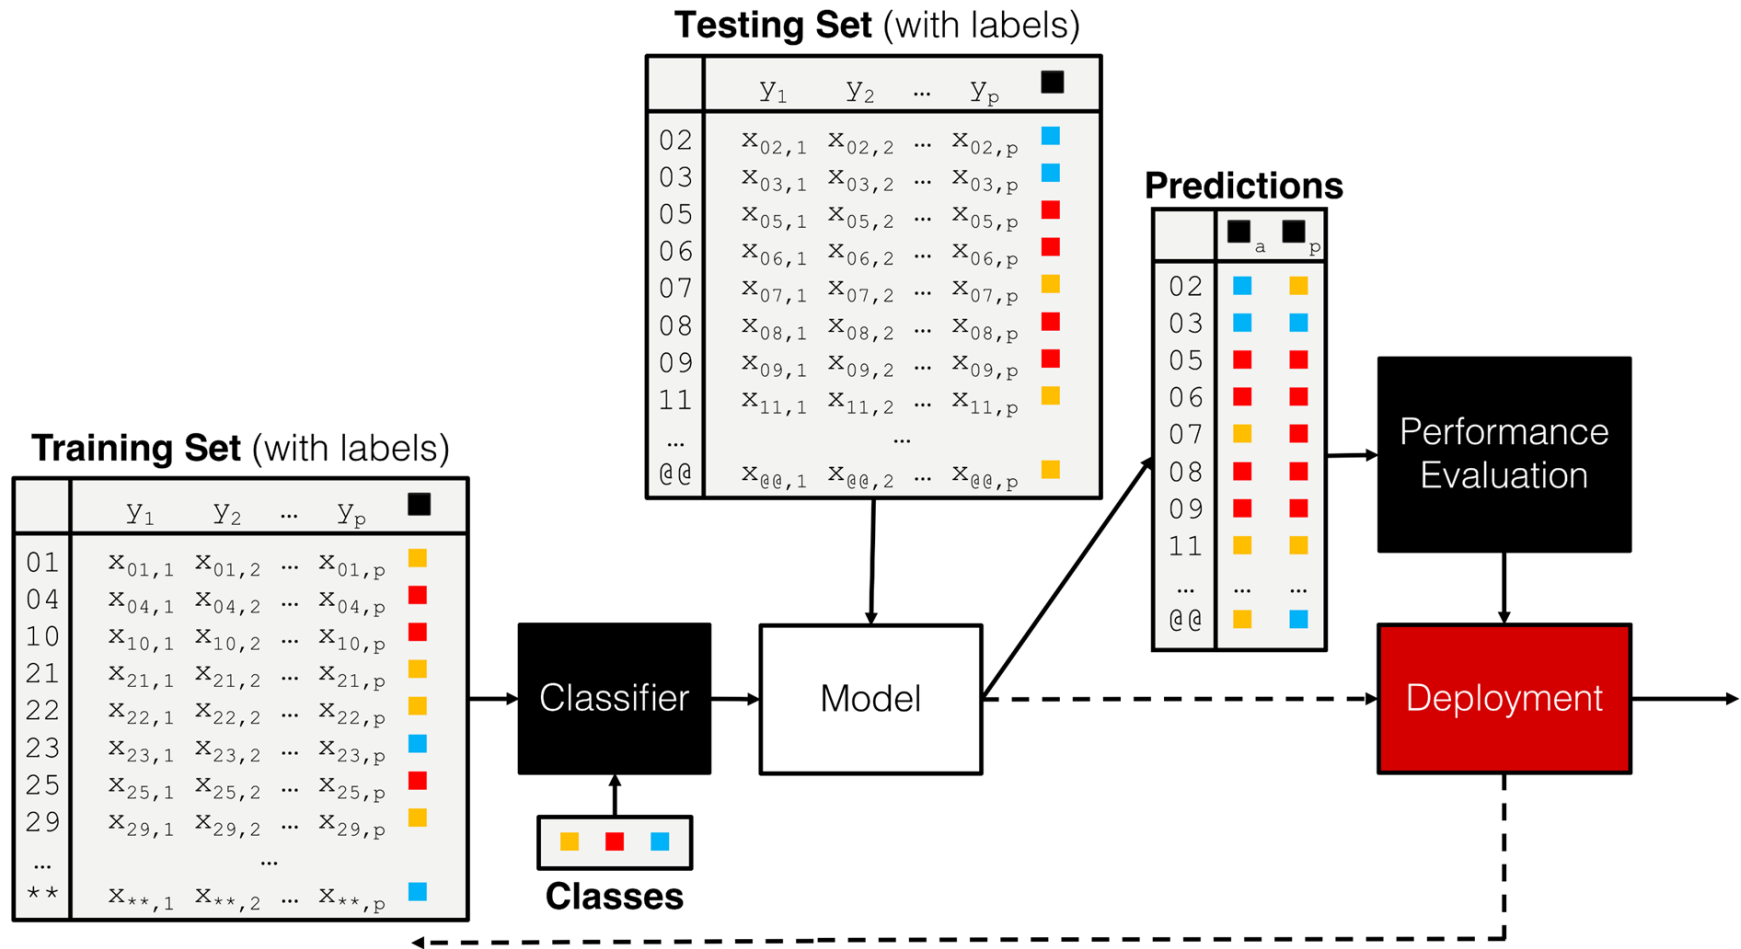 Testing Set (with labels)
y1 y2 … yp
02 x02,1 x02,2 … x02,p
03 x03,1 x03,2 … x03,p
05 x05,1 x05,2 … x05,p
06 x06,1 x06,2 … x06,p
07 x07,1 x07,2 … x07,p
08 x08,1 x08,2 … x08,p
09 x09,1 x09,2 … x09,p
11 x11,1 x11,2 … x11,p
… …
@@ x@@,1 x@@,2 … x@@,p
Predictions
a p
02
03
05
06
07
08
09
11
… … …
@@
Performance
Evaluation
Training Set (with labels)
y1 y2 … yp
01 x01,1 x01,2 … x01,p
04 x04,1 x04,2 … x04,p
10 x10,1 x10,2 … x10,p
21 x21,1 x21,2 … x21,p
22 x22,1 x22,2 … x22,p
23 x23,1 x23,2 … x23,p
25 x25,1 x25,2 … x25,p
29 x29,1 x29,2 … x29,p
… …
** x**,1 x**,2 … x**,p
Classifier
Model
Deployment
Classes